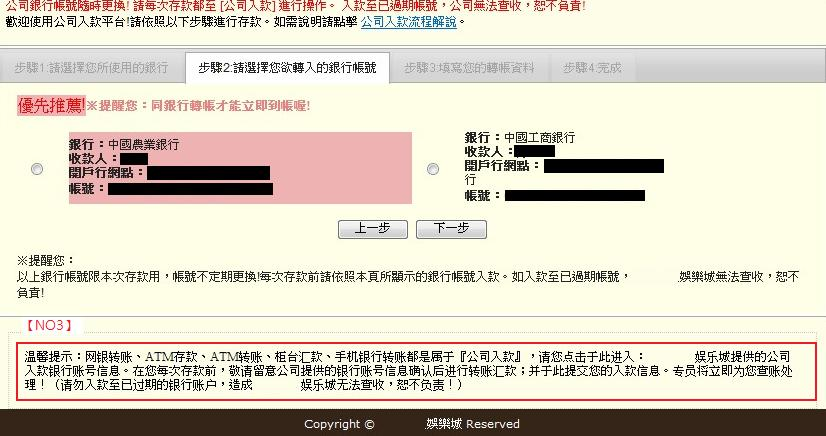 公司銀行帳號隨時更換! 請每次存款都至 [公司入款] 進行操作。 入款至已過期帳號，公司無法查收，恕不負責!
歡迎使用公司入款平台!請依照以下步驟進行存款。如需說明請點擊 公司入款流程解說。
步驟1:請選擇您所使用的銀行
步驟2:請選擇您欲轉入的銀行帳號
步驟3:填寫您的轉帳資料
步驟4:完成
優先推薦!※提醒您：同銀行轉帳才能立即到帳喔!
銀行：中國農業銀行
收款人：
開戶行網點：
帳號：
銀行：中國工商銀行
收款人：
開戶行網點：
行
帳號：
上一步 下一步
※提醒您：
以上銀行帳號限本次存款用，帳號不定期更換!每次存款前請依照本頁所顯示的銀行帳號入款。如入款至已過期帳號， 娛樂城無法查收，恕不
負責!
【NO3】
温馨提示：网银转账、ATM存款、ATM转账、柜台汇款、手机银行转账都是属于『公司入款』，请您点击于此进入： 娱乐城提供的公司
入款银行账号信息。在您每次存款前，敬请留意公司提供的银行账号信息确认后进行转账汇款；并于此提交您的入款信息。专员将立即为您查账处
理！（请勿入款至已过期的银行账户，造成 娱乐城无法查收，恕不负责！）
Copyright © 娛樂城 Reserved